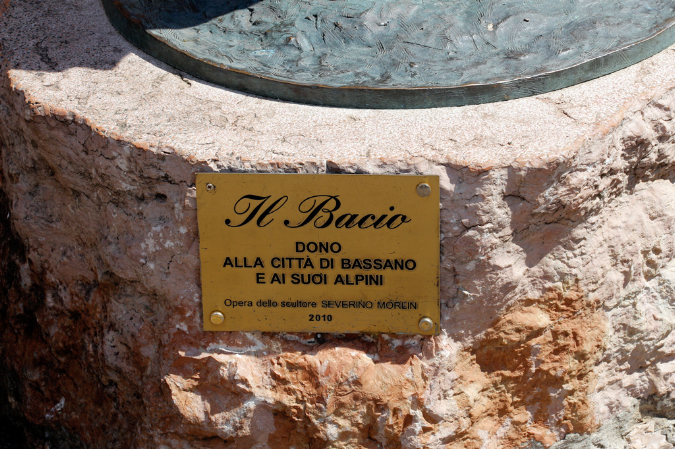 Il Bacio
DONO
ALLA CITTÀ DI BASSANO
E AI SUOI ALPINI
Opera dello scultore SEVERINO MORLIN
2010